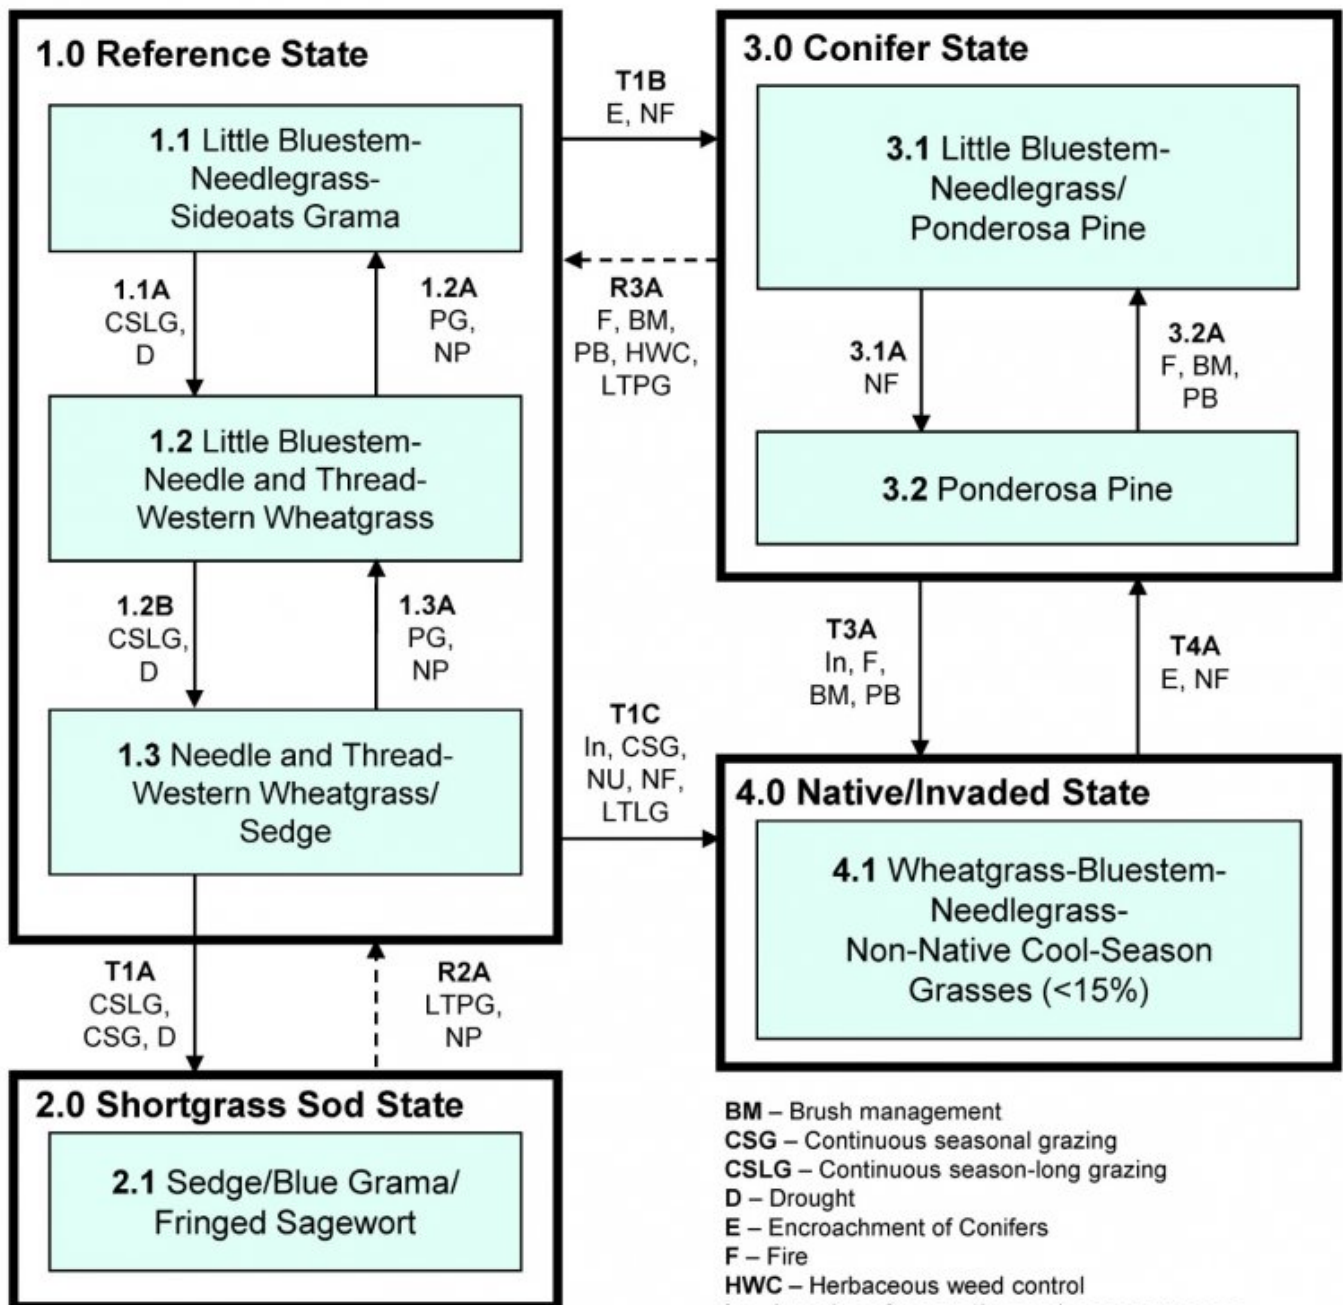 1.0 Reference State
1.1 Little Bluestem-
Needlegrass-
Sideoats Grama
1.1A
CSLG,
D
1.2A
PG,
NP
1.2 Little Bluestem-
Needle and Thread-
Western Wheatgrass
1.2B
CSLG,
D
1.3A
PG,
NP
1.3 Needle and Thread-
Western Wheatgrass/
Sedge
T1B
E, NF
R3A
F, BM,
PB, HWC,
LTPG
3.0 Conifer State
3.1 Little Bluestem-
Needlegrass/
Ponderosa Pine
3.1A
NF
3.2A
F, BM,
PB
3.2 Ponderosa Pine
T3A
In, F,
BM, PB
T4A
E, NF
T1C
In, CSG,
NU, NF,
LTLG
4.0 Native/Invaded State
4.1 Wheatgrass-Bluestem-
Needlegrass-
Non-Native Cool-Season
Grasses (<15%)
T1A
CSLG,
CSG, D
R2A
LTPG,
NP
2.0 Shortgrass Sod State
2.1 Sedge/Blue Grama/
Fringed Sagewort
BM – Brush management
CSG – Continuous seasonal grazing
CSLG – Continuous season-long grazing
D – Drought
E – Encroachment of Conifers
F – Fire
HWC – Herbaceous weed control